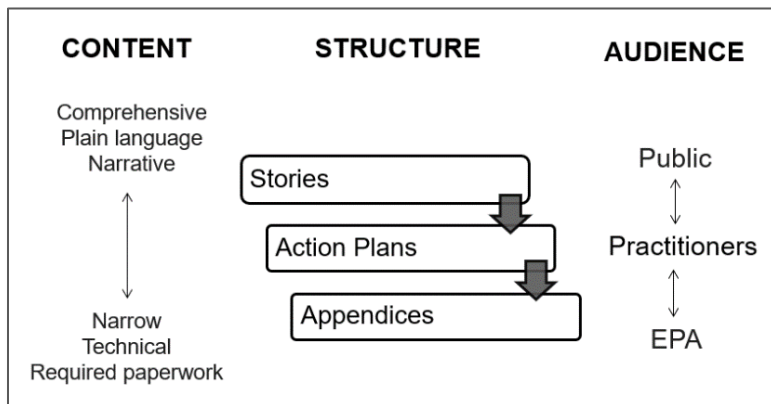 CONTENT
Comprehensive
Plain language
Narrative
Narrow
Technical
Required paperwork
STRUCTURE
Stories
Action Plans
Appendices
AUDIENCE
Public
Practitioners
EPA